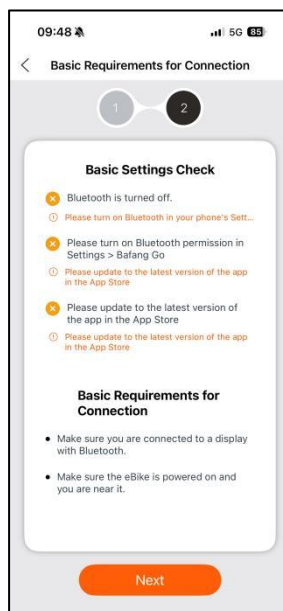 09:48
5G 85
Basic Requirements for Connection
1
2
Basic Settings Check
Bluetooth is turned off.
Please turn on Bluetooth in your phone's Sett...
Please turn on Bluetooth permission in
Settings > Bafang Go
Please update to the latest version of the app
in the App Store
Please update to the latest version of
the app in the App Store
Please update to the latest version of the app
in the App Store
Basic Requirements for
Connection
• Make sure you are connected to a display
with Bluetooth.
• Make sure the eBike is powered on and
you are near it.
Next